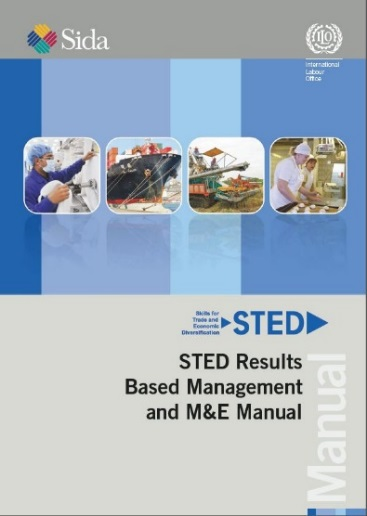 Sida
International
Labour
Office
Skills for
Trade and
Economic
Diversification
STED
STED Results
Based Management
and M&E Manual
Manual